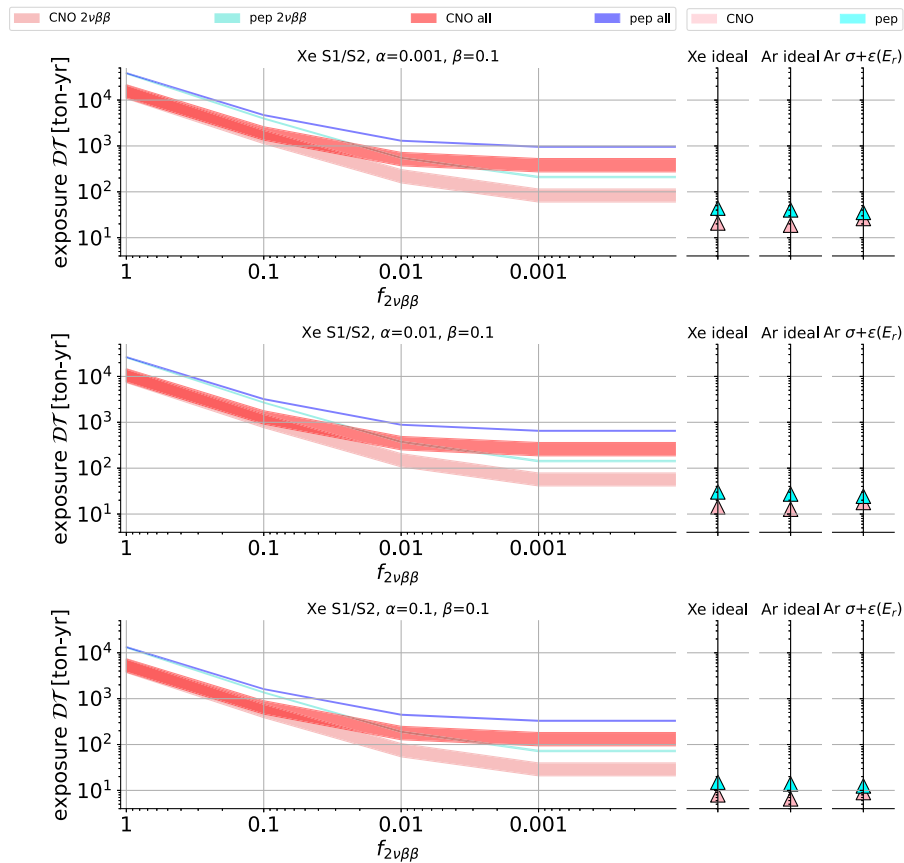 CNO 2νββ pep 2νββ CNO all pep all CNO pep
Xe S1/S2, α=0.001, β=0.1 Xe ideal Ar ideal Ar σ+ε(Eᵣ)
exposure 𝒟𝒯 [ton-yr]
10⁴
10³
10²
10¹
1 0.1 0.01 0.001
f₂νββ
Xe S1/S2, α=0.01, β=0.1 Xe ideal Ar ideal Ar σ+ε(Eᵣ)
exposure 𝒟𝒯 [ton-yr]
10⁴
10³
10²
10¹
1 0.1 0.01 0.001
f₂νββ
Xe S1/S2, α=0.1, β=0.1 Xe ideal Ar ideal Ar σ+ε(Eᵣ)
exposure 𝒟𝒯 [ton-yr]
10⁴
10³
10²
10¹
1 0.1 0.01 0.001
f₂νββ